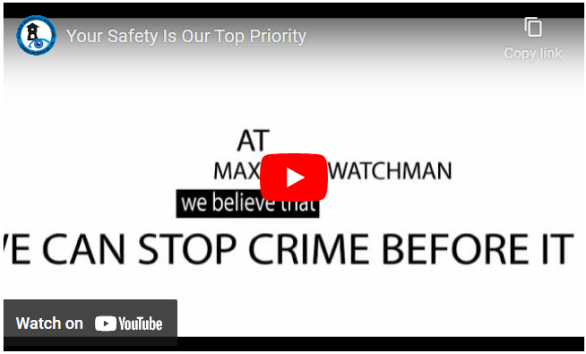 Your Safety Is Our Top Priority
Copy link
AT
MAX WATCHMAN
we believe that
E CAN STOP CRIME BEFORE IT
Watch on YouTube